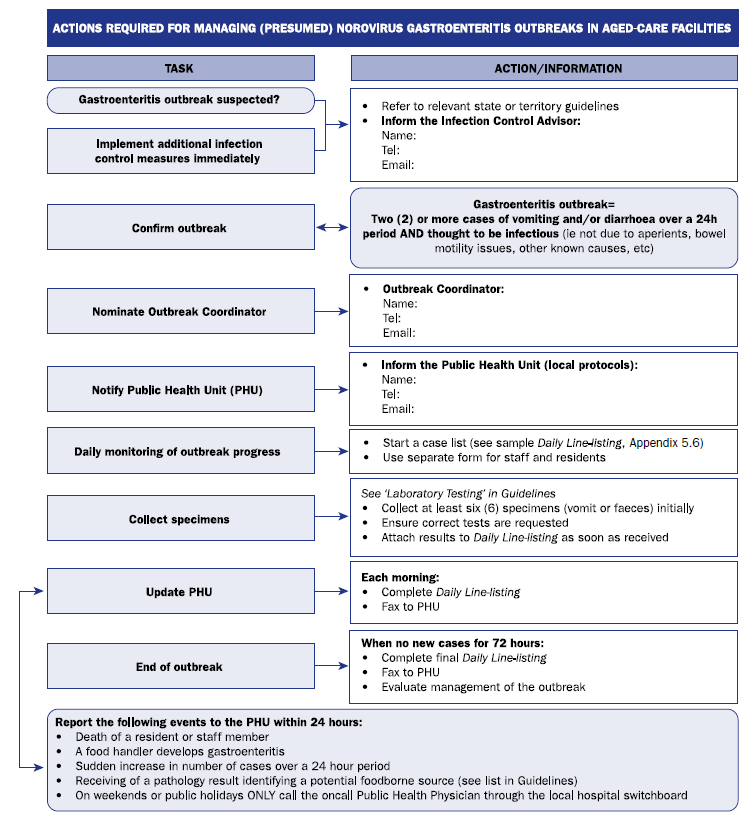 ACTIONS REQUIRED FOR MANAGING (PRESUMED) NOROVIRUS GASTROENTERITIS OUTBREAKS IN AGED-CARE FACILITIES
TASK
ACTION/INFORMATION
Gastroenteritis outbreak suspected?
Implement additional infection
control measures immediately
• Refer to relevant state or territory guidelines
• Inform the Infection Control Advisor:
Name:
Tel:
Email:
Confirm outbreak
Gastroenteritis outbreak=
Two (2) or more cases of vomiting and/or diarrhoea over a 24h
period AND thought to be infectious (ie not due to aperients, bowel
motility issues, other known causes, etc)
Nominate Outbreak Coordinator
• Outbreak Coordinator:
Name:
Tel:
Email:
Notify Public Health Unit (PHU)
• Inform the Public Health Unit (local protocols):
Name:
Tel:
Email:
Daily monitoring of outbreak progress
• Start a case list (see sample Daily Line-listing, Appendix 5.6)
• Use separate form for staff and residents
Collect specimens
See 'Laboratory Testing' in Guidelines
• Collect at least six (6) specimens (vomit or faeces) initially
• Ensure correct tests are requested
• Attach results to Daily Line-listing as soon as received
Update PHU
Each morning:
• Complete Daily Line-listing
• Fax to PHU
End of outbreak
When no new cases for 72 hours:
• Complete final Daily Line-listing
• Fax to PHU
• Evaluate management of the outbreak
Report the following events to the PHU within 24 hours:
• Death of a resident or staff member
• A food handler develops gastroenteritis
• Sudden increase in number of cases over a 24 hour period
• Receiving of a pathology result identifying a potential foodborne source (see list in Guidelines)
• On weekends or public holidays ONLY call the oncall Public Health Physician through the local hospital switchboard